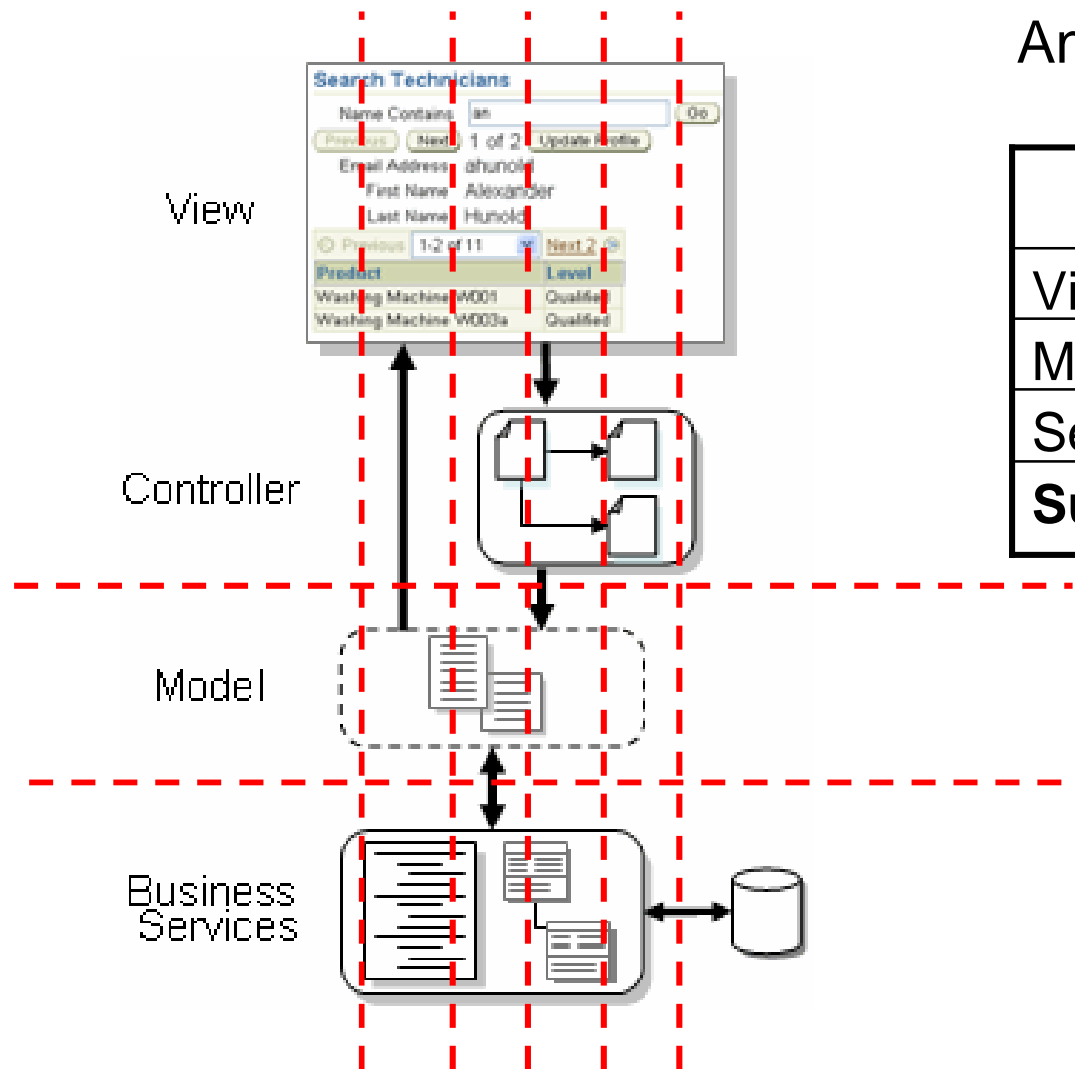 Search Technicians
Name Contains an Go
Previous Next 1 of 2 Update Profile
Email Address ahunold
First Name Alexander
Last Name Hunold
Previous 1-2 of 11 Next 2
Product Level
Washing Machine W001 Qualified
Washing Machine W003a Qualified
View
Controller
Model
Business
Services
Ar
Vi
M
Se
Su